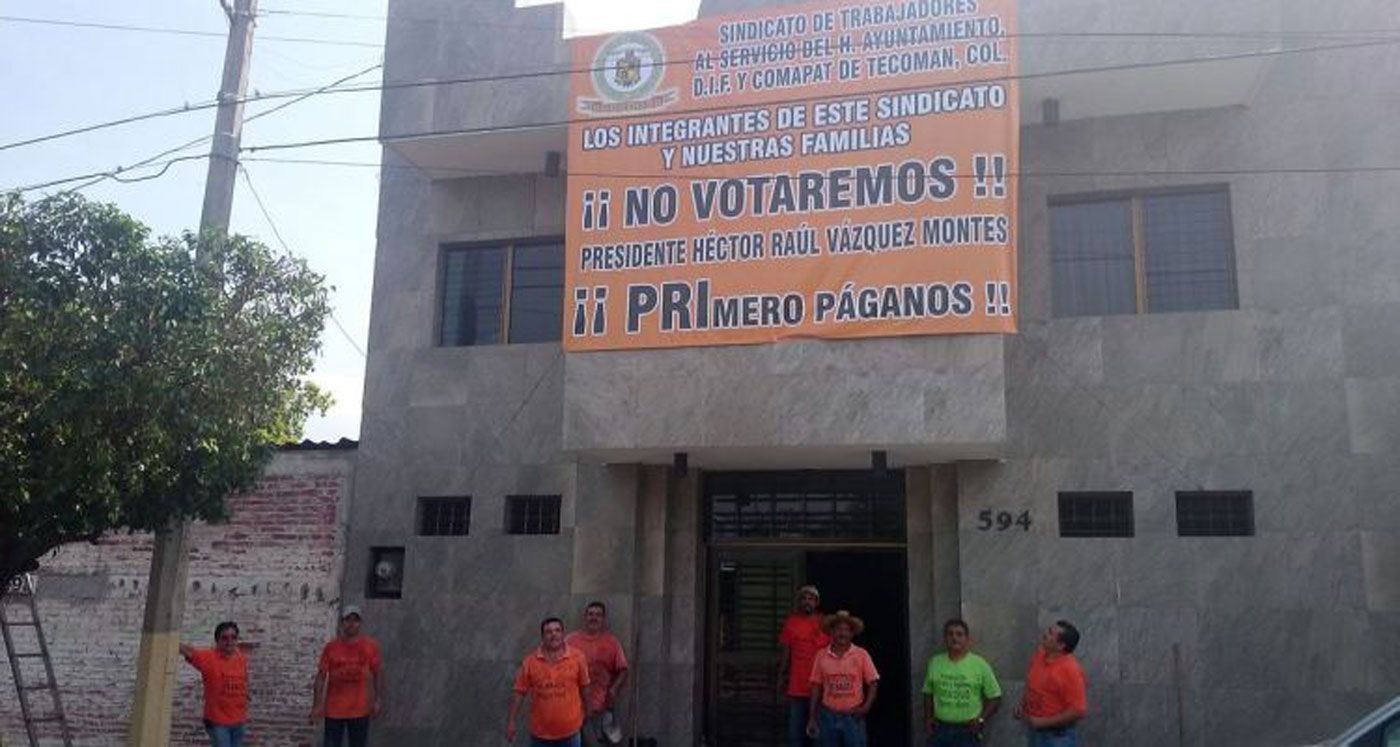 SINDICATO DE TRABAJADORES
AL SERVICIO DEL H. AYUNTAMIENTO,
D.I.F. Y COMAPAT DE TECOMAN, COL.
LOS INTEGRANTES DE ESTE SINDICATO
Y NUESTRAS FAMILIAS
¡¡ NO VOTAREMOS !!
PRESIDENTE HÉCTOR RAÚL VÁZQUEZ MONTES
¡¡ PRIMERO PÁGANOS !!
594